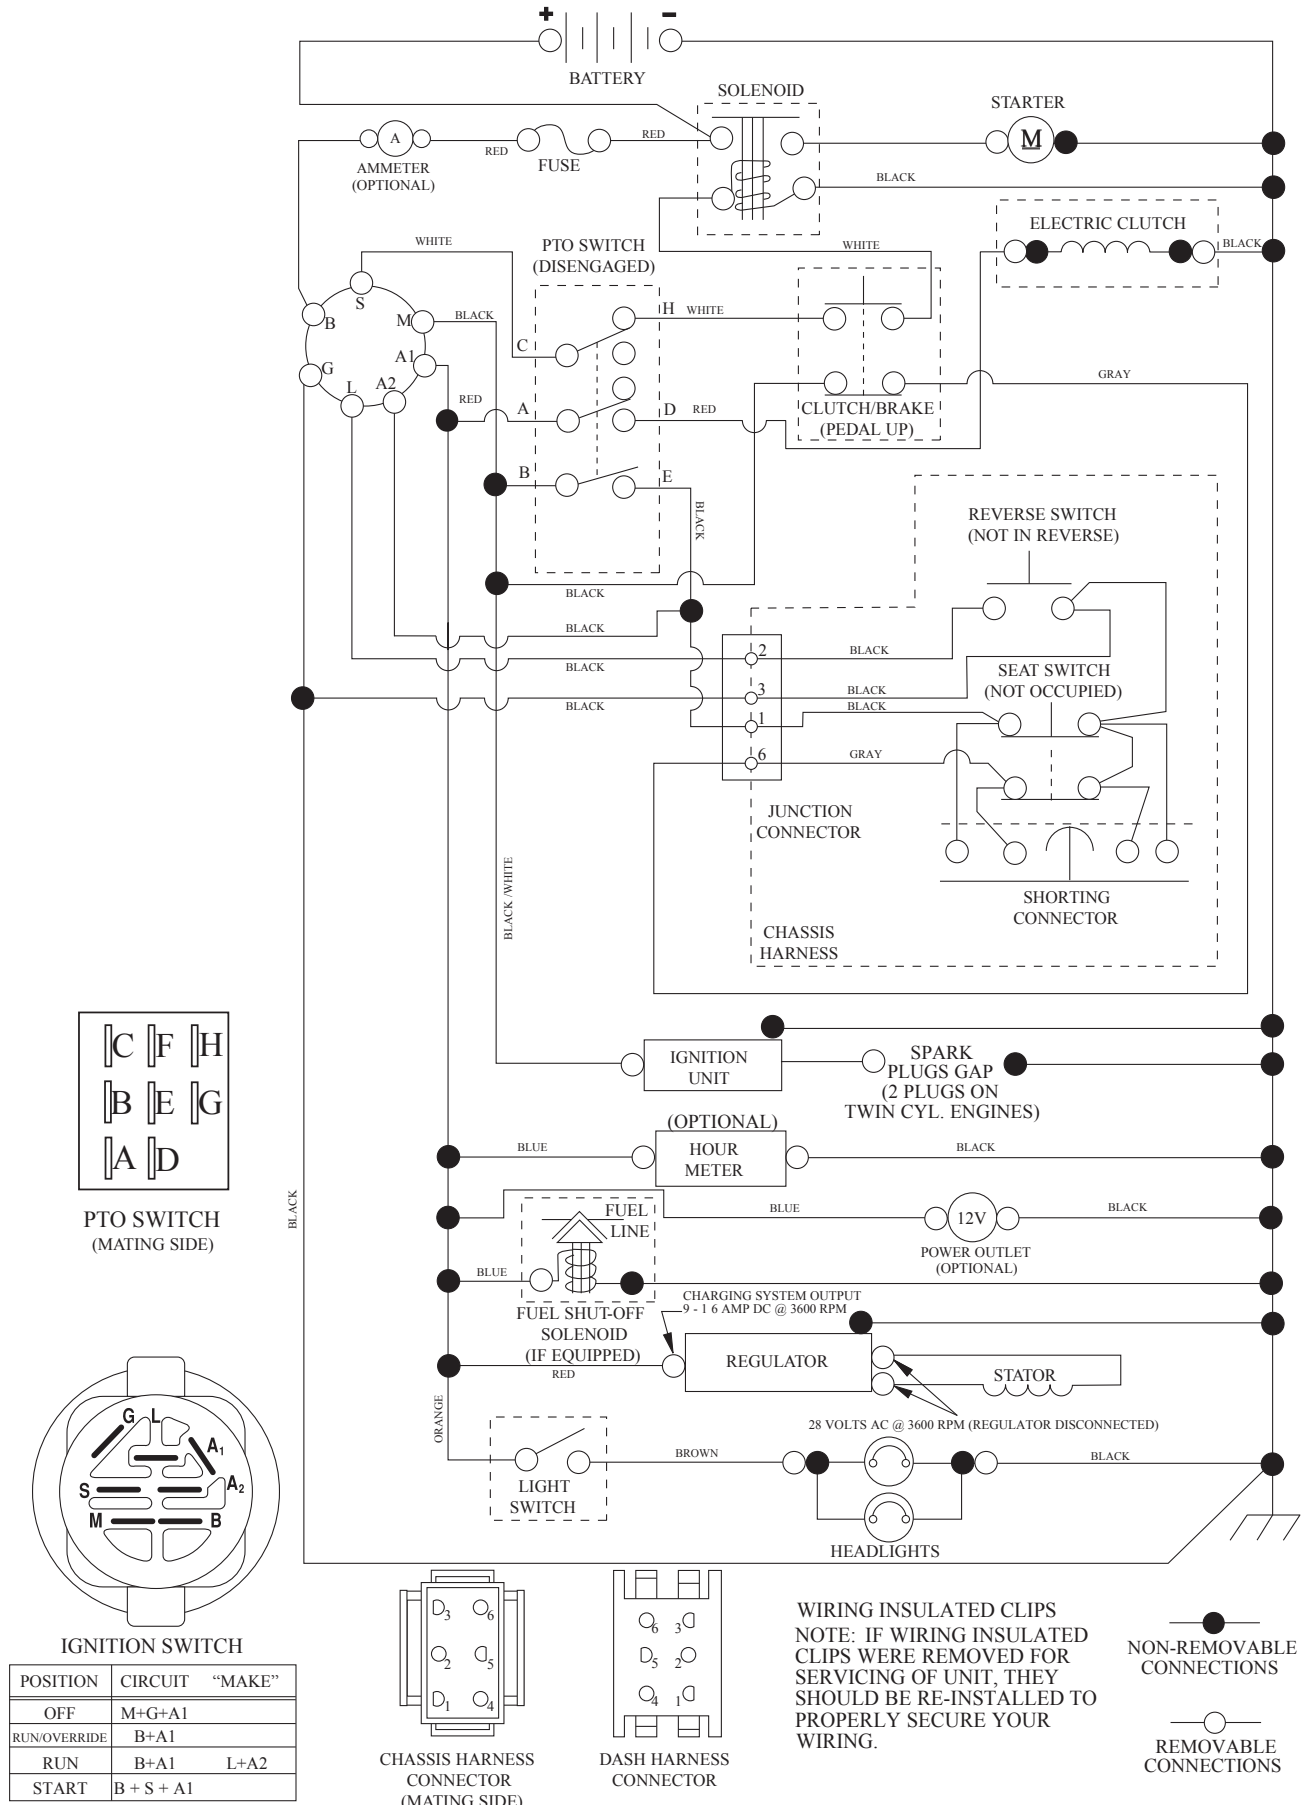 + −
BATTERY
SOLENOID
STARTER
A
RED
FUSE
RED
M
AMMETER
(OPTIONAL)
BLACK
ELECTRIC CLUTCH
BLACK
WHITE
PTO SWITCH
(DISENGAGED)
WHITE
S
B
M
BLACK
H
WHITE
C
A1
G
GRAY
L
A2
RED
A
D
RED
CLUTCH/BRAKE
(PEDAL UP)
B
E
BLACK
REVERSE SWITCH
(NOT IN REVERSE)
BLACK
BLACK
2
BLACK
BLACK
SEAT SWITCH
(NOT OCCUPIED)
3
BLACK
BLACK
BLACK
1
6
GRAY
JUNCTION
CONNECTOR
BLACK /WHITE
SHORTING
CONNECTOR
CHASSIS
HARNESS
C F H
B E G
A D
PTO SWITCH
(MATING SIDE)
IGNITION
UNIT
SPARK
PLUGS GAP
(2 PLUGS ON
TWIN CYL. ENGINES)
(OPTIONAL)
BLUE
HOUR
METER
BLACK
BLACK
FUEL
LINE
BLUE
12V
BLACK
POWER OUTLET
(OPTIONAL)
BLUE
FUEL SHUT-OFF
SOLENOID
(IF EQUIPPED)
CHARGING SYSTEM OUTPUT
9 - 1 6 AMP DC @ 3600 RPM
RED
REGULATOR
STATOR
28 VOLTS AC @ 3600 RPM (REGULATOR DISCONNECTED)
ORANGE
BROWN
BLACK
LIGHT
SWITCH
HEADLIGHTS
G L
A1
S
A2
M
B
IGNITION SWITCH
POSITION CIRCUIT “MAKE”
OFF M+G+A1
RUN/OVERRIDE B+A1
RUN B+A1 L+A2
START B + S + A1
3 6
2 5
1 4
CHASSIS HARNESS
CONNECTOR
(MATING SIDE)
6 3
5 2
4 1
DASH HARNESS
CONNECTOR
WIRING INSULATED CLIPS
NOTE: IF WIRING INSULATED
CLIPS WERE REMOVED FOR
SERVICING OF UNIT, THEY
SHOULD BE RE-INSTALLED TO
PROPERLY SECURE YOUR
WIRING.
NON-REMOVABLE
CONNECTIONS
REMOVABLE
CONNECTIONS